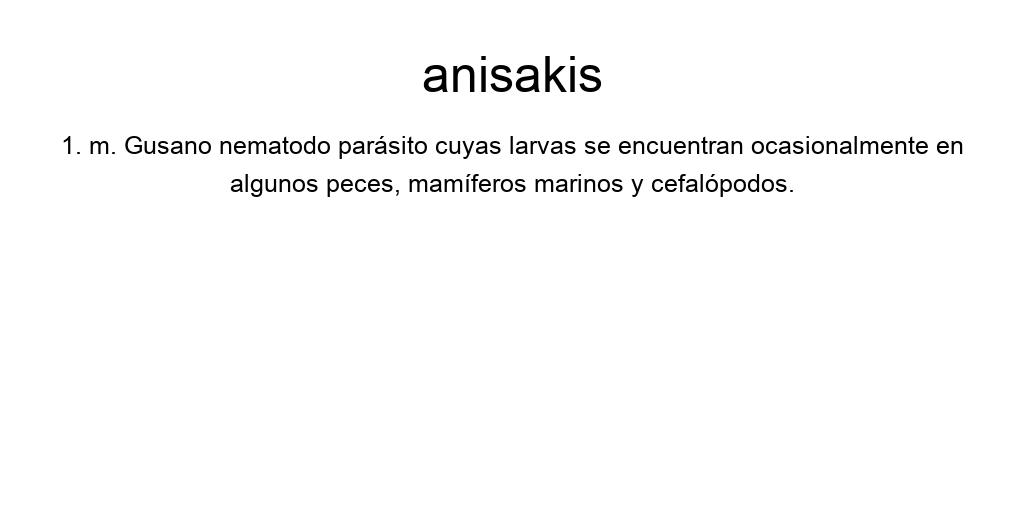 anisakis
1. m. Gusano nematodo parásito cuyas larvas se encuentran ocasionalmente en
algunos peces, mamíferos marinos y cefalópodos.